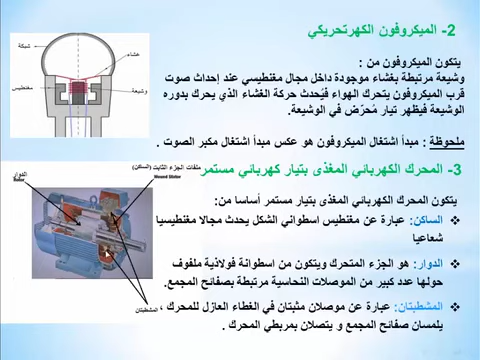 2- الميكروفون الكهرتحريكي
يتكون الميكروفون من :
وشيعة مرتبطة بغشاء موجودة داخل مجال مغنطيسي عند إحداث صوت
قرب الميكروفون يتحرك الهواء فيُحدث حركة الغشاء الذي يحرك بدوره
الوشيعة فيظهر تيار مُحرَض في الوشيعة.
ملحوظة : مبدأ اشتغال الميكروفون هو عكس مبدأ اشتغال مكبر الصوت .
شبكة
غشاء
مغنطيس
وشيعة
3- المحرك الكهربائي المغذى بتيار كهربائي مستمر
ملفات الجزء الثابت (الساكن)
Wound Stator
الدوار
يتكون المحرك الكهربائي المغذى بتيار مستمر أساسا من:
❖ الساكن: عبارة عن مغنطيس اسطواني الشكل يحدث مجالا مغنطيسيا
شعاعيا
❖ الدوار: هو الجزء المتحرك ويتكون من اسطوانة فولاذية ملفوف
حولها عدد كبير من الموصلات النحاسية مرتبطة بصفائح المجمع.
❖ المشطبتان: عبارة عن موصلان مثبتان في الغطاء العازل للمحرك ،
يلمسان صفائح المجمع و يتصلان بمربطي المحرك .
المشطبتان